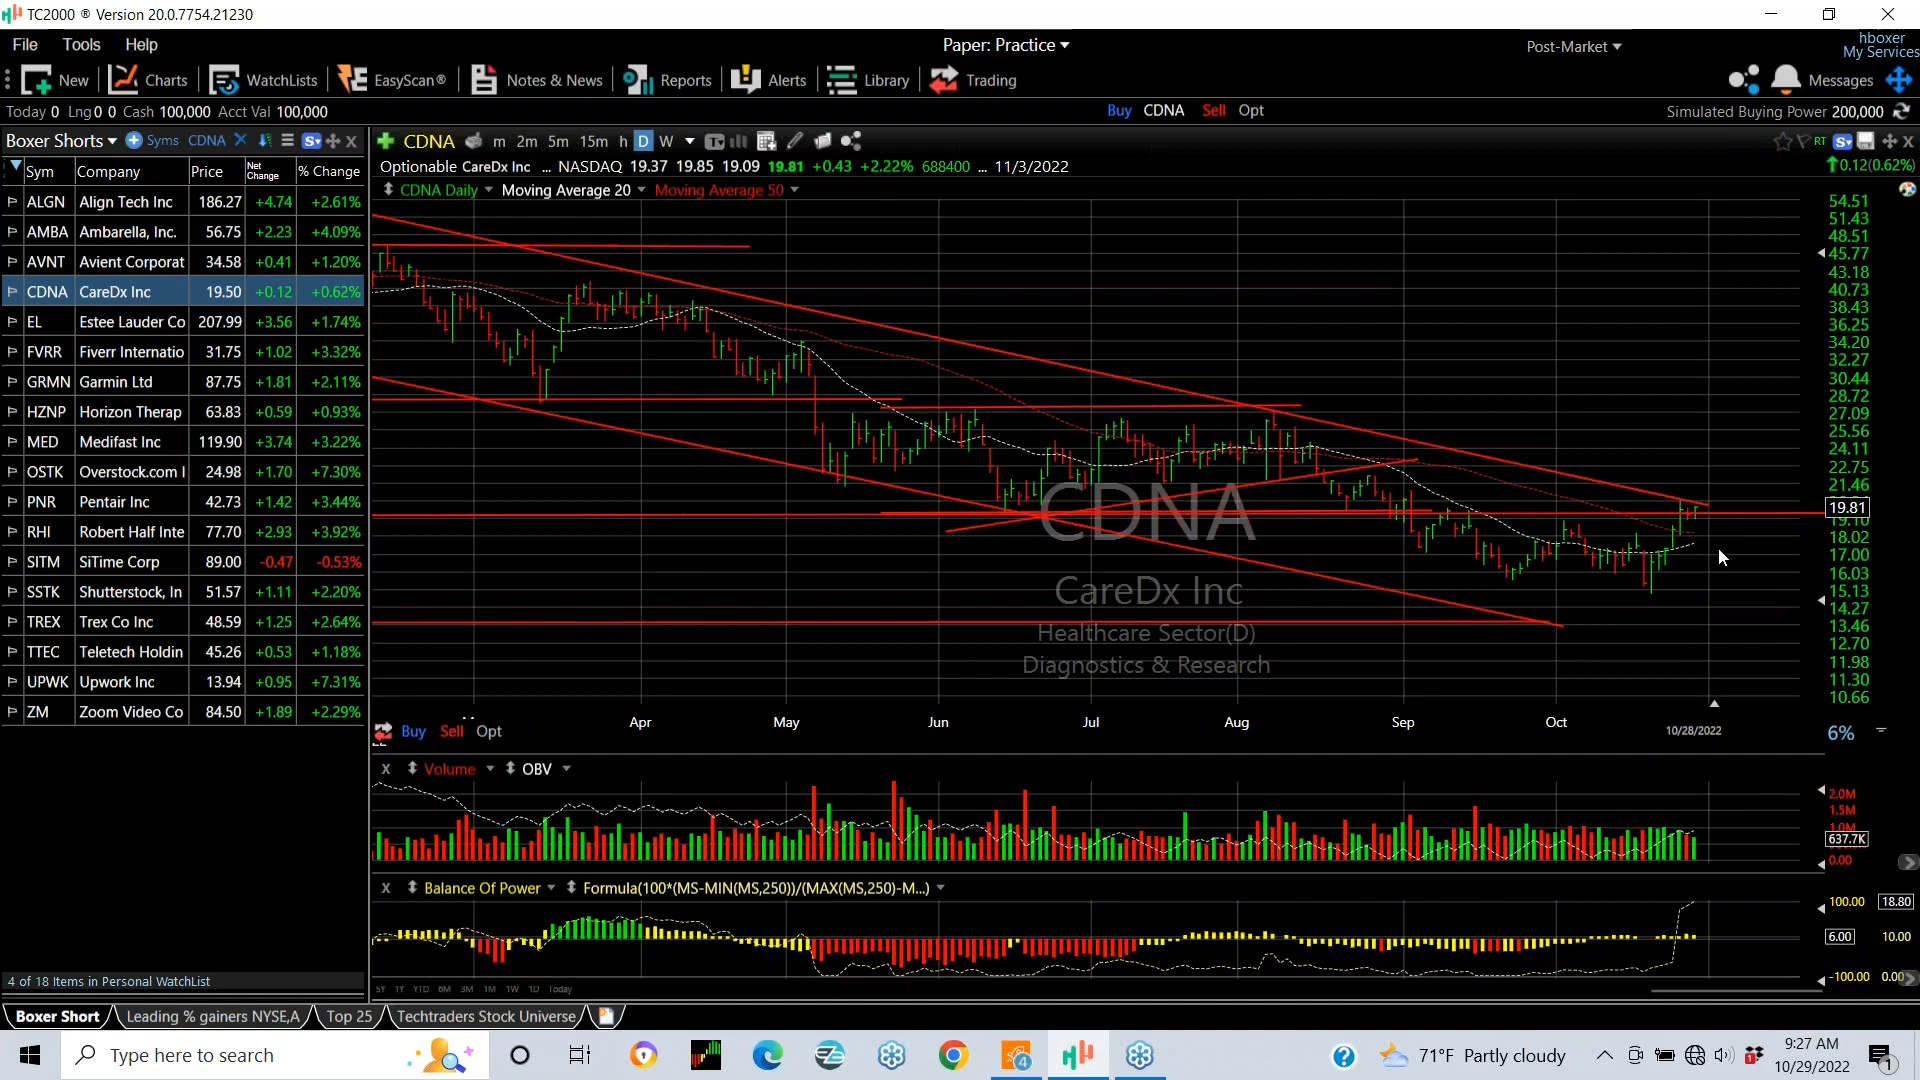 TC2000 ® Version 20.0.7754.21230
File Tools Help Paper: Practice Post-Market hboxer
My Services
New Charts WatchLists EasyScan® Notes & News Reports Alerts Library Trading Messages
Today 0 Lng 0 0 Cash 100,000 Acct Val 100,000 Buy CDNA Sell Opt Simulated Buying Power 200,000
Boxer Shorts Syms CDNA X S X CDNA m 2m 5m 15m h D W RT S X
Optionable CareDx Inc ... NASDAQ 19.37 19.85 19.09 19.81 +0.43 +2.22% 688400 ... 11/3/2022 0.12(0.62%)
Sym Company Price Net Change % Change
CDNA Daily Moving Average 20 Moving Average 50
ALGN Align Tech Inc 186.27 +4.74 +2.61%
AMBA Ambarella, Inc. 56.75 +2.23 +4.09%
AVNT Avient Corporat 34.58 +0.41 +1.20%
CDNA CareDx Inc 19.50 +0.12 +0.62%
EL Estee Lauder Co 207.99 +3.56 +1.74%
FVRR Fiverr Internatio 31.75 +1.02 +3.32%
GRMN Garmin Ltd 87.75 +1.81 +2.11%
HZNP Horizon Therap 63.83 +0.59 +0.93%
MED Medifast Inc 119.90 +3.74 +3.22%
OSTK Overstock.com I 24.98 +1.70 +7.30%
PNR Pentair Inc 42.73 +1.42 +3.44%
RHI Robert Half Inte 77.70 +2.93 +3.92%
SITM SiTime Corp 89.00 -0.47 -0.53%
SSTK Shutterstock, In 51.57 +1.11 +2.20%
TREX Trex Co Inc 48.59 +1.25 +2.64%
TTEC Teletech Holdin 45.26 +0.53 +1.18%
UPWK Upwork Inc 13.94 +0.95 +7.31%
ZM Zoom Video Co 84.50 +1.89 +2.29%
4 of 18 Items in Personal WatchList
CDNA
CareDx Inc
Healthcare Sector(D)
Diagnostics & Research
54.51
51.43
48.51
45.77
43.18
40.73
38.43
36.25
34.20
32.27
30.44
28.72
27.09
25.56
24.11
22.75
21.46
19.81
19.10
18.02
17.00
16.03
15.13
14.27
13.46
12.70
11.98
11.30
10.66
Apr May Jun Jul Aug Sep Oct 10/28/2022
Buy Sell Opt 6%
X Volume OBV
2.0M
1.5M
1.0M
637.7K
0.00
X Balance Of Power Formula(100*(MS-MIN(MS,250))/(MAX(MS,250)-M...)
100.00 18.80
6.00 10.00
-100.00 0.00
5Y 1Y YTD 6M 3M 1M 1W 1D Today
Boxer Short Leading % gainers NYSE,A Top 25 Techtraders Stock Universe
Type here to search 4 71°F Partly cloudy 9:27 AM
10/29/2022 1